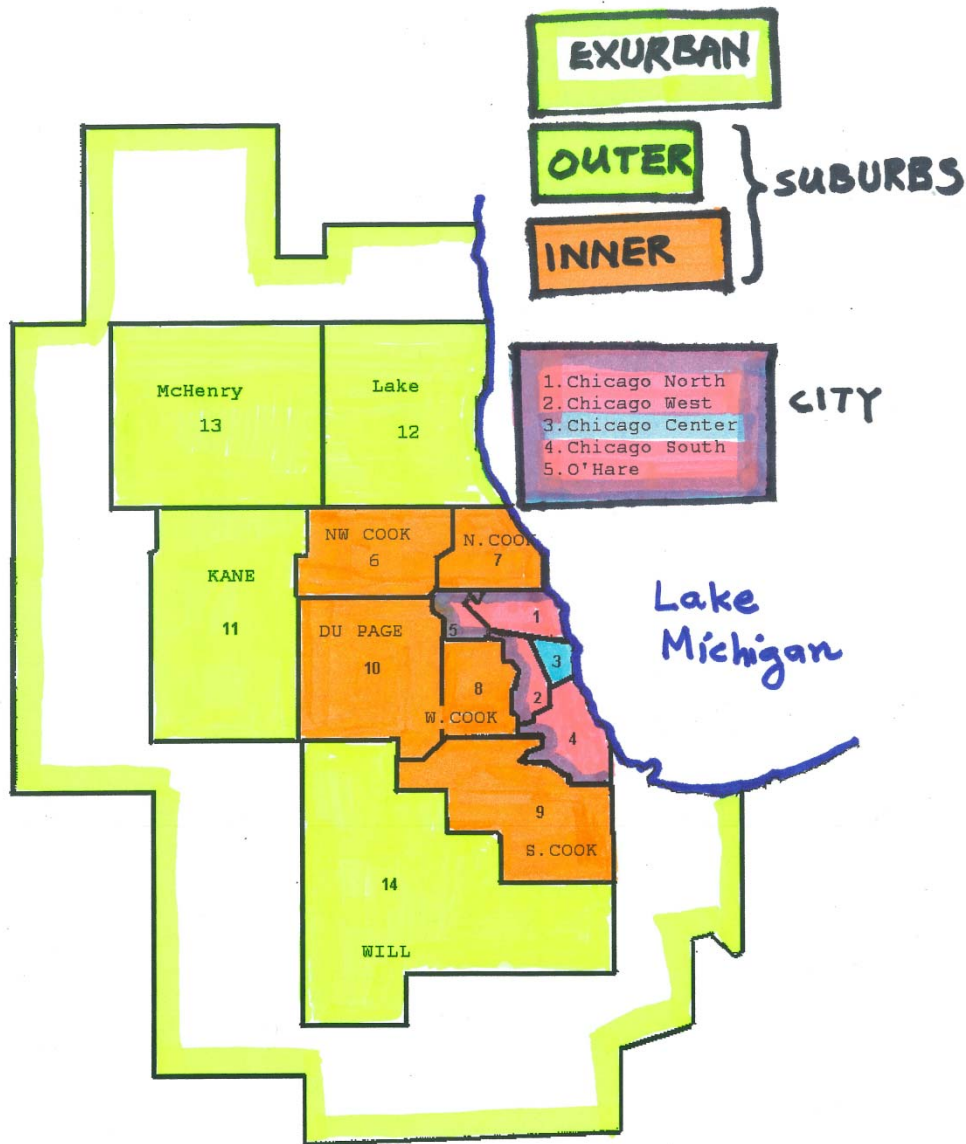 EXURBAN
OUTER
SUBURBS
INNER
1.Chicago North
2.Chicago West
3.Chicago Center
4.Chicago South
5.O'Hare
CITY
McHenry
13
Lake
12
NW COOK
6
N.COOK
7
KANE
11
DU PAGE
10
5
1
3
8
2
W.COOK
4
Lake
Michigan
9
S.COOK
14
WILL